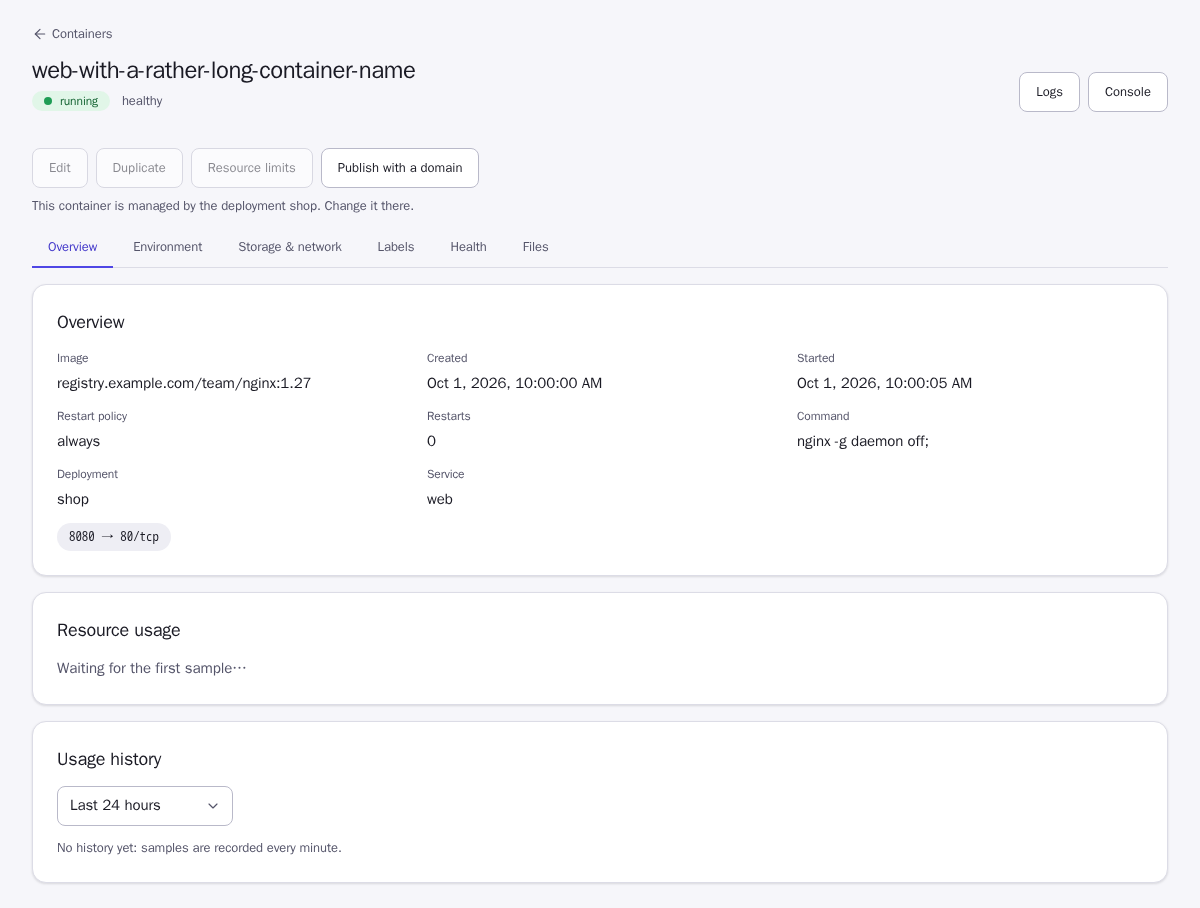 Containers
web-with-a-rather-long-container-name
running healthy
Logs Console
Edit Duplicate Resource limits Publish with a domain
This container is managed by the deployment shop. Change it there.
Overview Environment Storage & network Labels Health Files
Overview
Image Created Started
registry.example.com/team/nginx:1.27 Oct 1, 2026, 10:00:00 AM Oct 1, 2026, 10:00:05 AM
Restart policy Restarts Command
always 0 nginx -g daemon off;
Deployment Service
shop web
8080 → 80/tcp
Resource usage
Waiting for the first sample…
Usage history
Last 24 hours
No history yet: samples are recorded every minute.